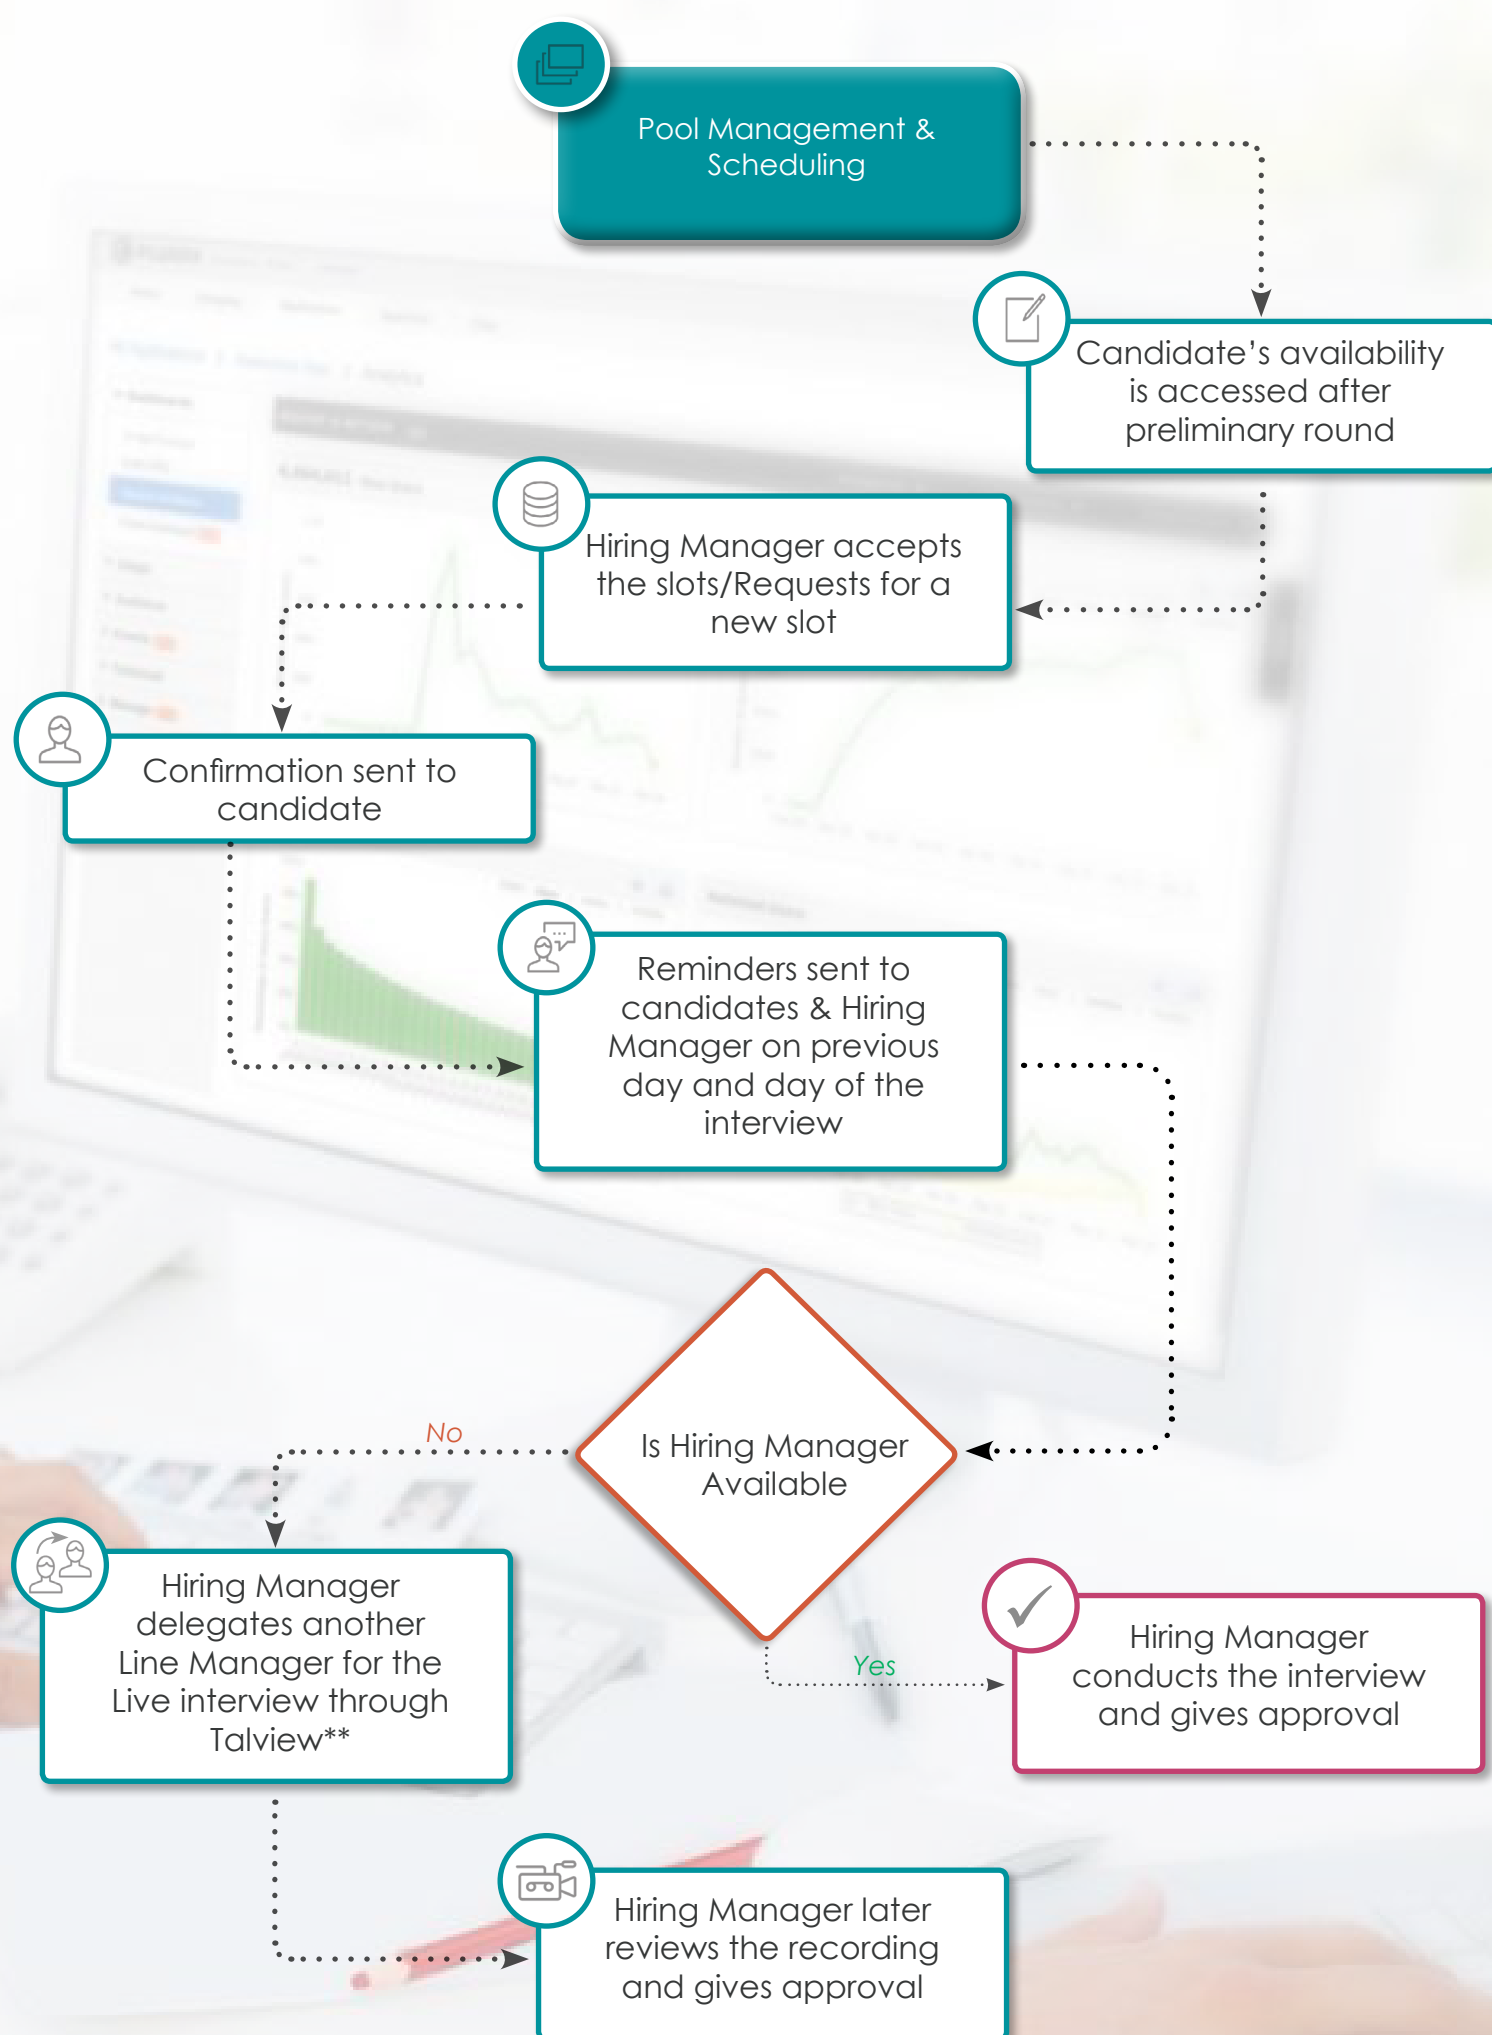 Pool Management &
Scheduling
Candidate’s availability
is accessed after
preliminary round
Hiring Manager accepts
the slots/Requests for a
new slot
Confirmation sent to
candidate
Reminders sent to
candidates & Hiring
Manager on previous
day and day of the
interview
Is Hiring Manager
Available
No
Yes
Hiring Manager
delegates another
Line Manager for the
Live interview through
Talview**
Hiring Manager
conducts the interview
and gives approval
Hiring Manager later
reviews the recording
and gives approval